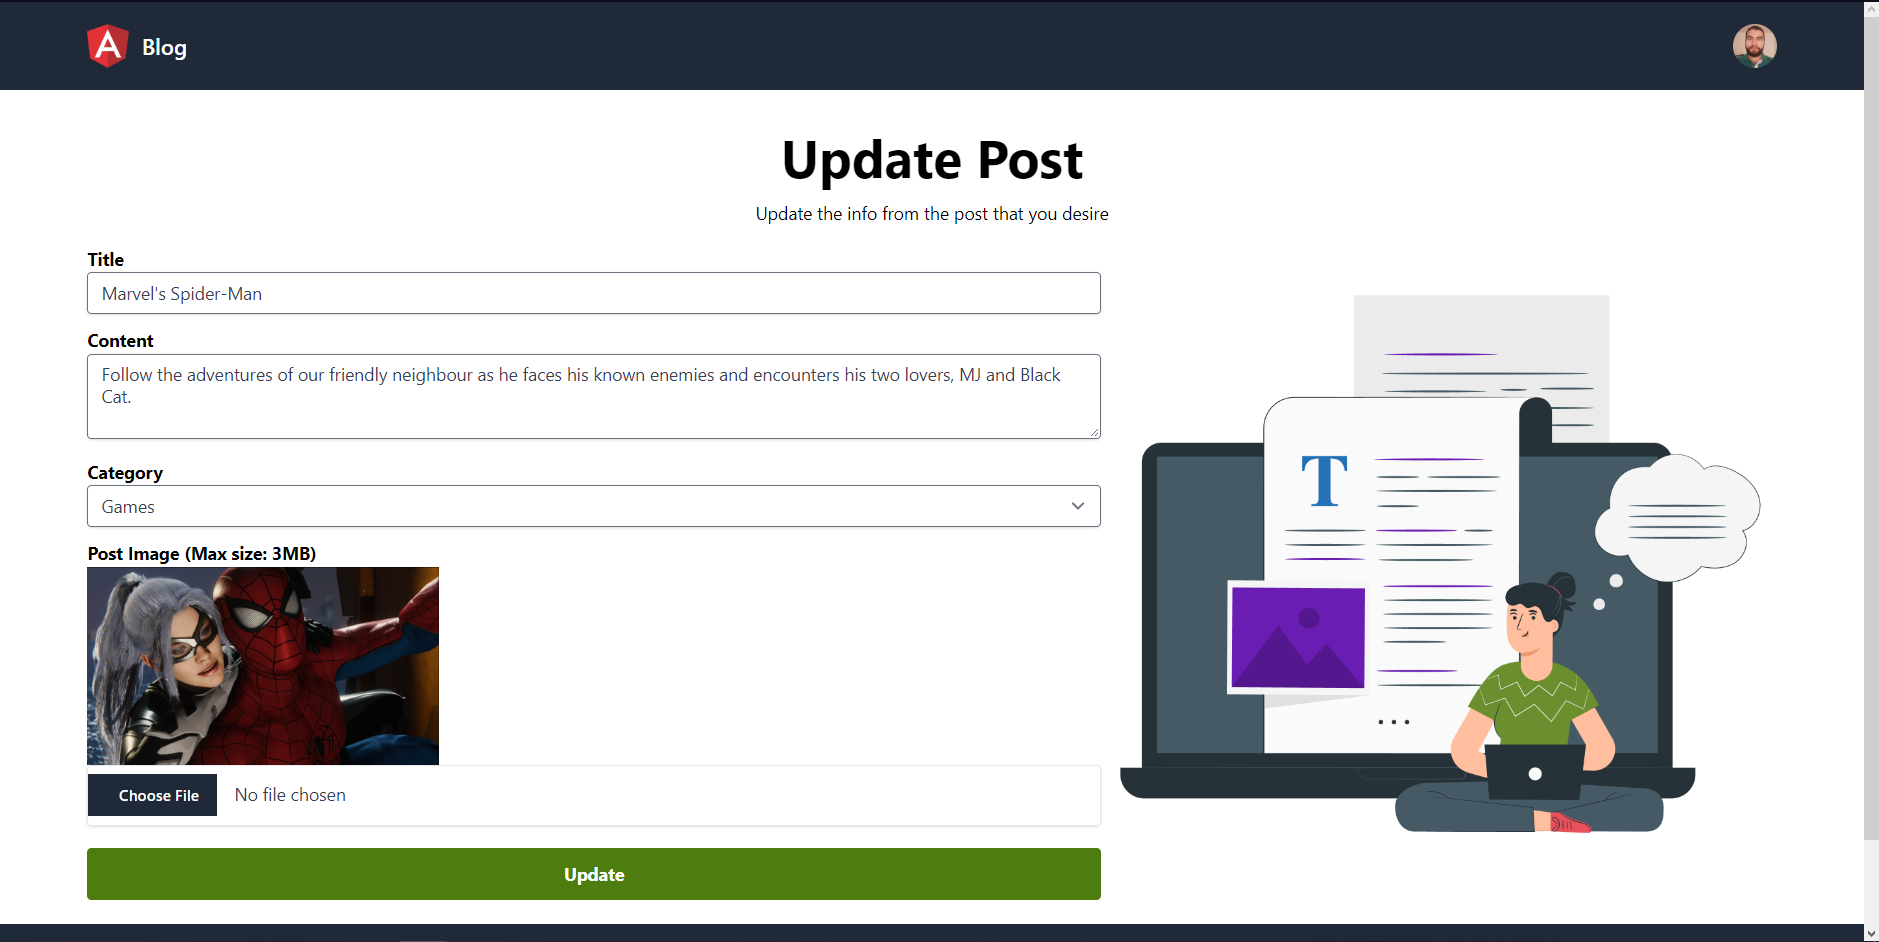 A
Blog
Update Post
Update the info from the post that you desire
Title
Marvel's Spider-Man
Content
Follow the adventures of our friendly neighbour as he faces his known enemies and encounters his two lovers, MJ and Black
Cat.
Category
Games
Post Image (Max size: 3MB)
Choose File
No file chosen
Update
T